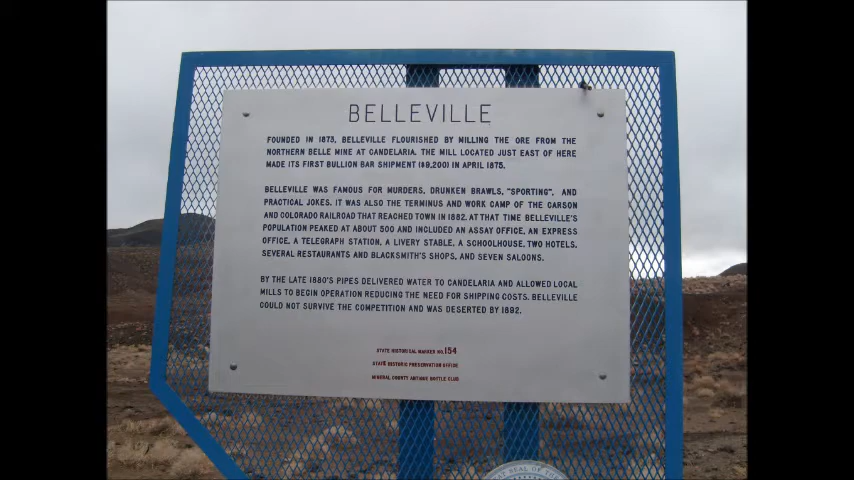 BELLEVILLE
FOUNDED IN 1873, BELLEVILLE FLOURISHED BY MILLING THE ORE FROM THE
NORTHERN BELLE MINE AT CANDELARIA. THE MILL LOCATED JUST EAST OF HERE
MADE ITS FIRST BULLION BAR SHIPMENT ($9,200) IN APRIL 1875.
BELLEVILLE WAS FAMOUS FOR MURDERS, DRUNKEN BRAWLS, "SPORTING", AND
PRACTICAL JOKES. IT WAS ALSO THE TERMINUS AND WORK CAMP OF THE CARSON
AND COLORADO RAILROAD THAT REACHED TOWN IN 1882. AT THAT TIME BELLEVILLE'S
POPULATION PEAKED AT ABOUT 500 AND INCLUDED AN ASSAY OFFICE, AN EXPRESS
OFFICE, A TELEGRAPH STATION, A LIVERY STABLE, A SCHOOLHOUSE, TWO HOTELS,
SEVERAL RESTAURANTS AND BLACKSMITH'S SHOPS, AND SEVEN SALOONS.
BY THE LATE 1880'S PIPES DELIVERED WATER TO CANDELARIA AND ALLOWED LOCAL
MILLS TO BEGIN OPERATION REDUCING THE NEED FOR SHIPPING COSTS. BELLEVILLE
COULD NOT SURVIVE THE COMPETITION AND WAS DESERTED BY 1892.
STATE HISTORICAL MARKER NO. 154
STATE HISTORIC PRESERVATION OFFICE
MINERAL COUNTY ANTIQUE BOTTLE CLUB
SEAL OF THE